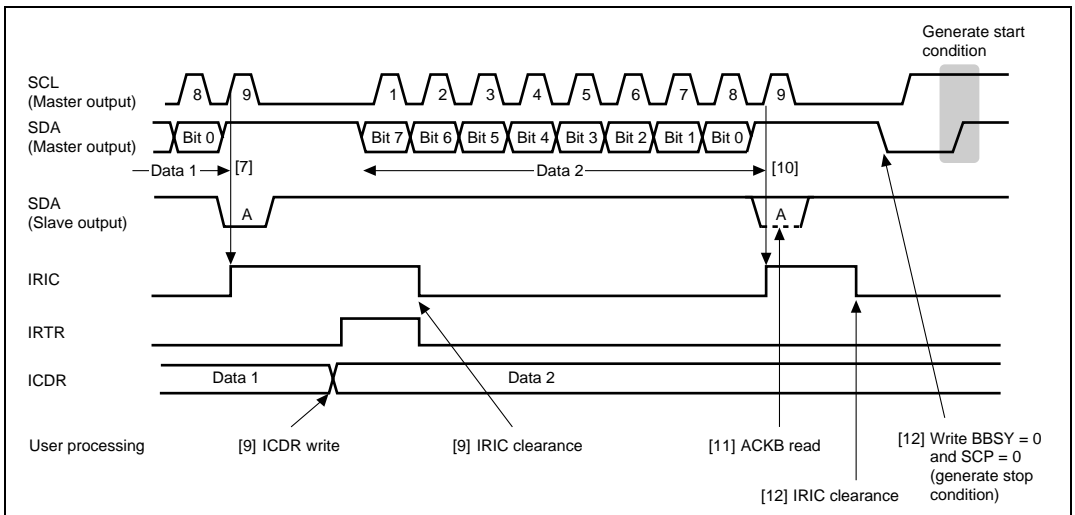 Generate start
condition
SCL
(Master output)
8 9 1 2 3 4 5 6 7 8 9
SDA
(Master output)
Bit 0 Bit 7 Bit 6 Bit 5 Bit 4 Bit 3 Bit 2 Bit 1 Bit 0
Data 1 [7] Data 2 [10]
SDA
(Slave output)
A A
IRIC
IRTR
ICDR
Data 1 Data 2
User processing
[9] ICDR write
[9] IRIC clearance
[11] ACKB read
[12] IRIC clearance
[12] Write BBSY = 0
and SCP = 0
(generate stop
condition)